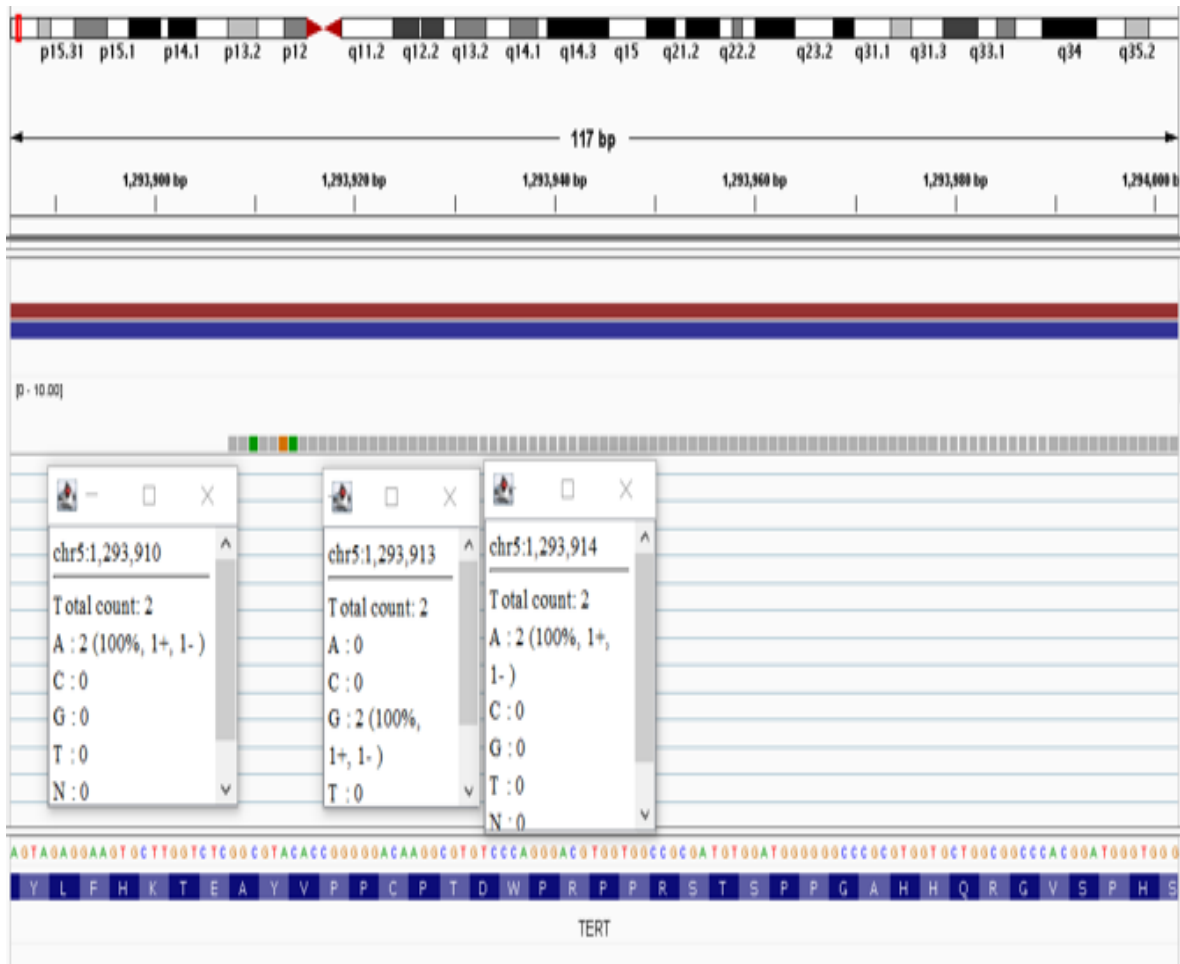 p15.31 p15.1 p14.1 p13.2 p12 q11.2 q12.2 q13.2 q14.1 q14.3 q15 q21.2 q22.2 q23.2 q31.1 q31.3 q33.1 q34 q35.2
117 bp
1,293,900 bp 1,293,920 bp 1,293,940 bp 1,293,960 bp 1,293,980 bp 1,294,000 b
[0 - 10.00]
chr5:1,293,910
Total count: 2
A : 2 (100%, 1+, 1- )
C : 0
G : 0
T : 0
N : 0
chr5:1,293,913
Total count: 2
A : 0
C : 0
G : 2 (100%,
1+, 1- )
T : 0
chr5:1,293,914
Total count: 2
A : 2 (100%, 1+,
1- )
C : 0
G : 0
T : 0
N : 0
AGTAGAGGAAGTGCTTGGTCTCGGCGTACACCGGGGGACAAGGCGTGTCCCAGGGACGTGGTGGCCGCGATGTGGATGGGGGGCCCGCGTGGTGCTGGCGGCCCACGGATGGGTGGG
Y L F H K T E A Y V P P C P T D W P R P P R S T S P P G A H H Q R G V S P H S
TERT